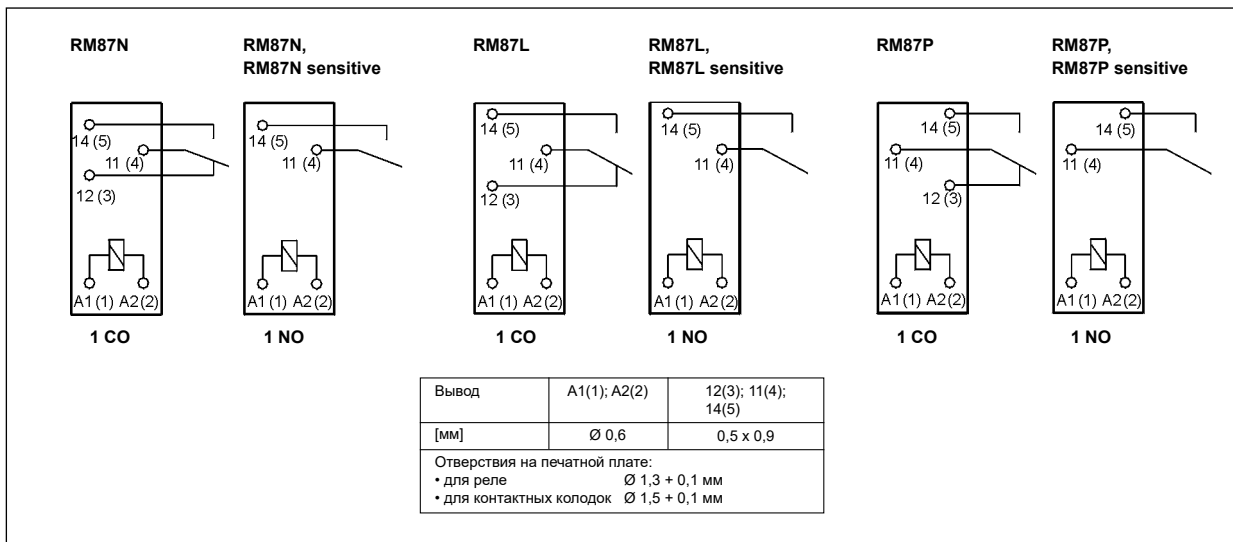 RM87N
RM87N,
RM87N sensitive
RM87L
RM87L,
RM87L sensitive
RM87P
RM87P,
RM87P sensitive
14 (5)
11 (4)
12 (3)
A1 (1) A2 (2)
1 CO
14 (5)
11 (4)
A1 (1) A2 (2)
1 NO
14 (5)
11 (4)
12 (3)
A1 (1) A2 (2)
1 CO
14 (5)
11 (4)
A1 (1) A2 (2)
1 NO
14 (5)
11 (4)
12 (3)
A1 (1) A2 (2)
1 CO
14 (5)
11 (4)
A1 (1) A2 (2)
1 NO
Вывод A1(1); A2(2) 12(3); 11(4);
14(5)
[мм] Ø 0,6 0,5 x 0,9
Отверствия на печатной плате:
• для реле Ø 1,3 + 0,1 мм
• для контактных колодок Ø 1,5 + 0,1 мм